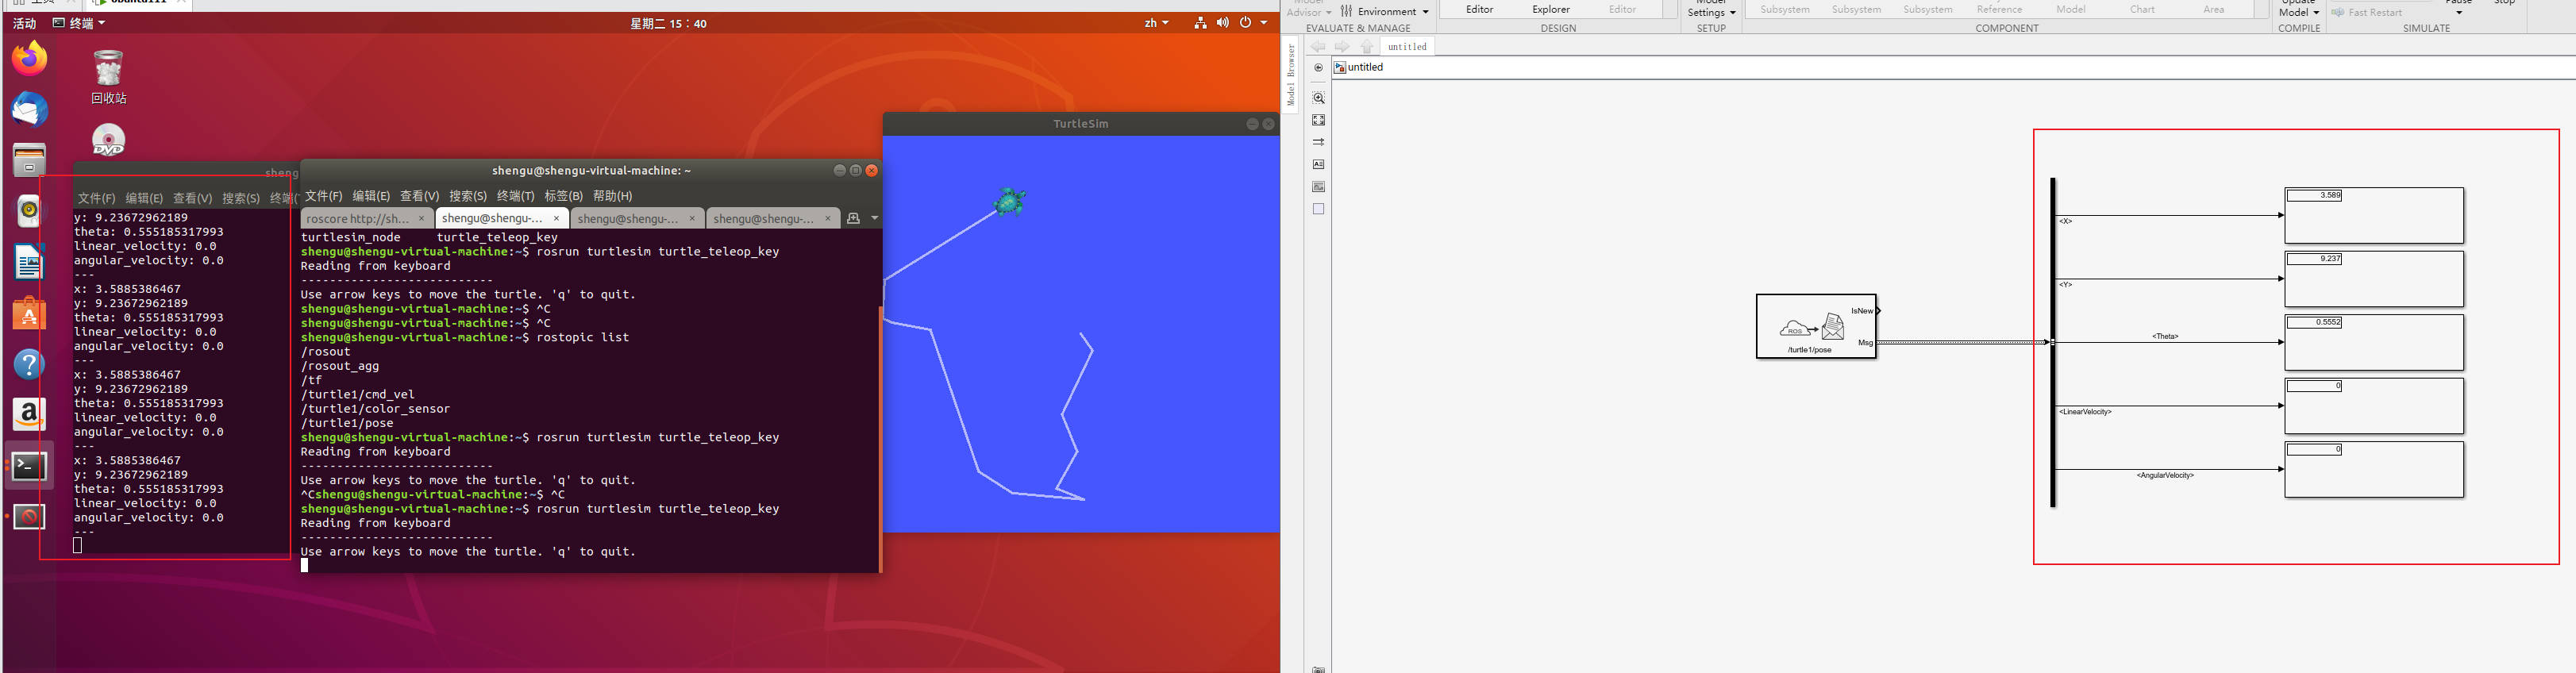 主页
ubuntu111
活动
终端
星期二 15：40
zh
回收站
DVD
文件(F) 编辑(E) 查看(V) 搜索(S)
y: 9.23672962189
theta: 0.555185317993
linear_velocity: 0.0
angular_velocity: 0.0
---
x: 3.5885386467
y: 9.23672962189
theta: 0.555185317993
linear_velocity: 0.0
angular_velocity: 0.0
---
x: 3.5885386467
y: 9.23672962189
theta: 0.555185317993
linear_velocity: 0.0
angular_velocity: 0.0
---
x: 3.5885386467
y: 9.23672962189
theta: 0.555185317993
linear_velocity: 0.0
angular_velocity: 0.0
---
shengu@shengu-virtual-machine: ~
文件(F) 编辑(E) 查看(V) 搜索(S) 终端(T) 标签(B) 帮助(H)
roscore http://sh...
shengu@shengu-...
shengu@shengu-...
shengu@shengu-...
turtlesim_node turtle_teleop_key
shengu@shengu-virtual-machine:~$ rosrun turtlesim turtle_teleop_key
Reading from keyboard
---------------------------
Use arrow keys to move the turtle. 'q' to quit.
shengu@shengu-virtual-machine:~$ ^C
shengu@shengu-virtual-machine:~$ ^C
shengu@shengu-virtual-machine:~$ rostopic list
/rosout
/rosout_agg
/tf
/turtle1/cmd_vel
/turtle1/color_sensor
/turtle1/pose
shengu@shengu-virtual-machine:~$ rosrun turtlesim turtle_teleop_key
Reading from keyboard
---------------------------
Use arrow keys to move the turtle. 'q' to quit.
^Cshengu@shengu-virtual-machine:~$ ^C
shengu@shengu-virtual-machine:~$ rosrun turtlesim turtle_teleop_key
Reading from keyboard
---------------------------
Use arrow keys to move the turtle. 'q' to quit.
TurtleSim
Model
Advisor
Environment
EVALUATE & MANAGE
Editor
Explorer
Editor
DESIGN
Model
Settings
SETUP
Subsystem
Subsystem
Subsystem
Reference
Model
Chart
Area
COMPONENT
Update
Model
COMPILE
Fast Restart
Pause
Stop
SIMULATE
Model Browser
untitled
untitled
IsNew
ROS
Msg
/turtle1/pose
<X>
3.589
<Y>
9.237
<Theta>
0.5552
<LinearVelocity>
0
<AngularVelocity>
0